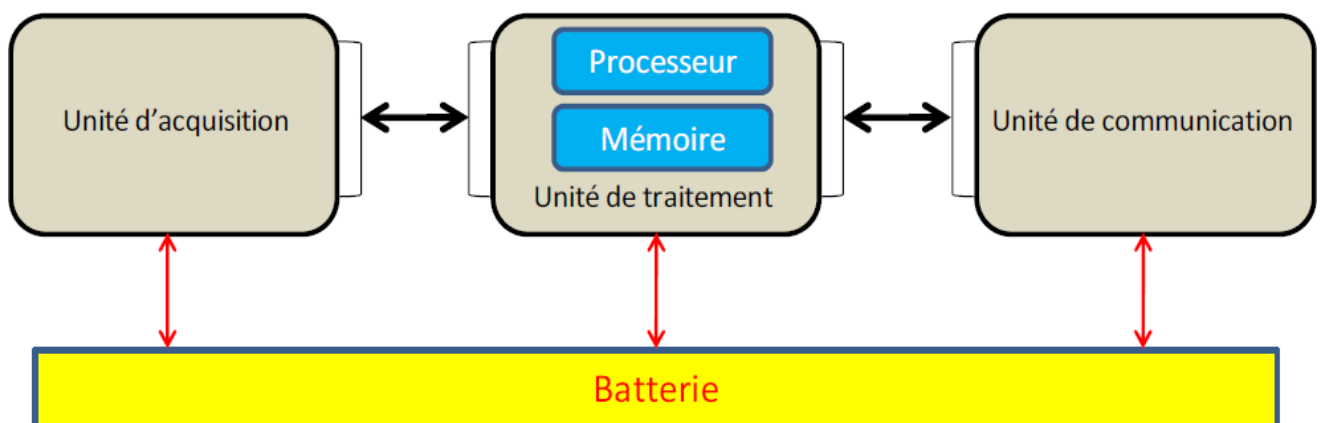 Unité d’acquisition
Processeur
Mémoire
Unité de traitement
Unité de communication
Batterie